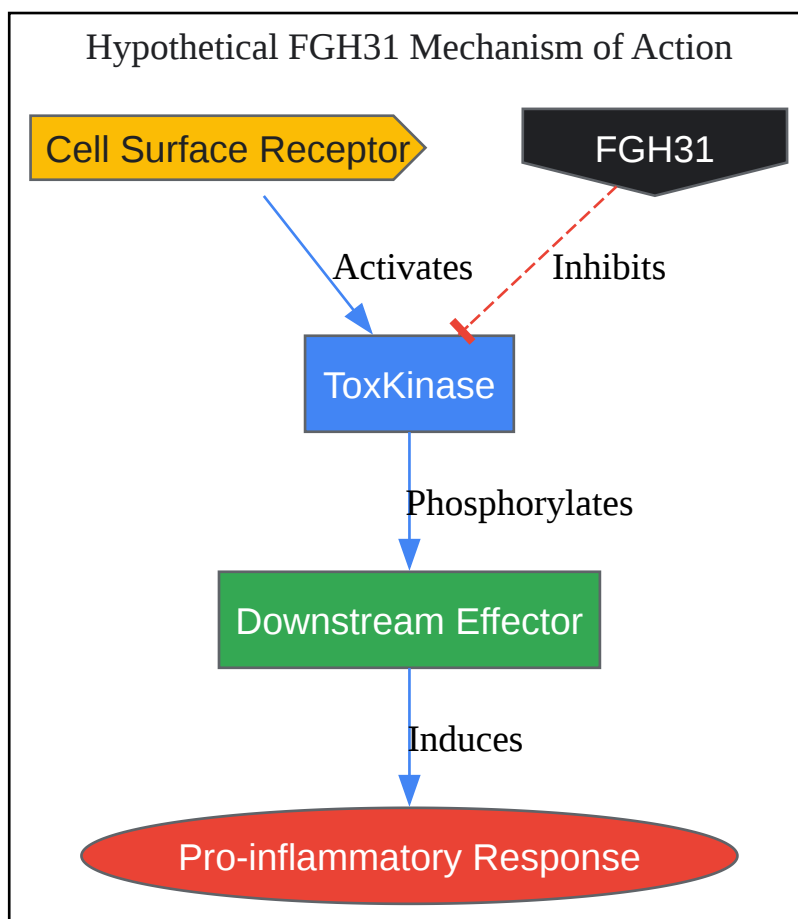 Hypothetical FGH31 Mechanism of Action
Cell Surface Receptor
FGH31
Activates
Inhibits
ToxKinase
Phosphorylates
Downstream Effector
Induces
Pro-inflammatory Response